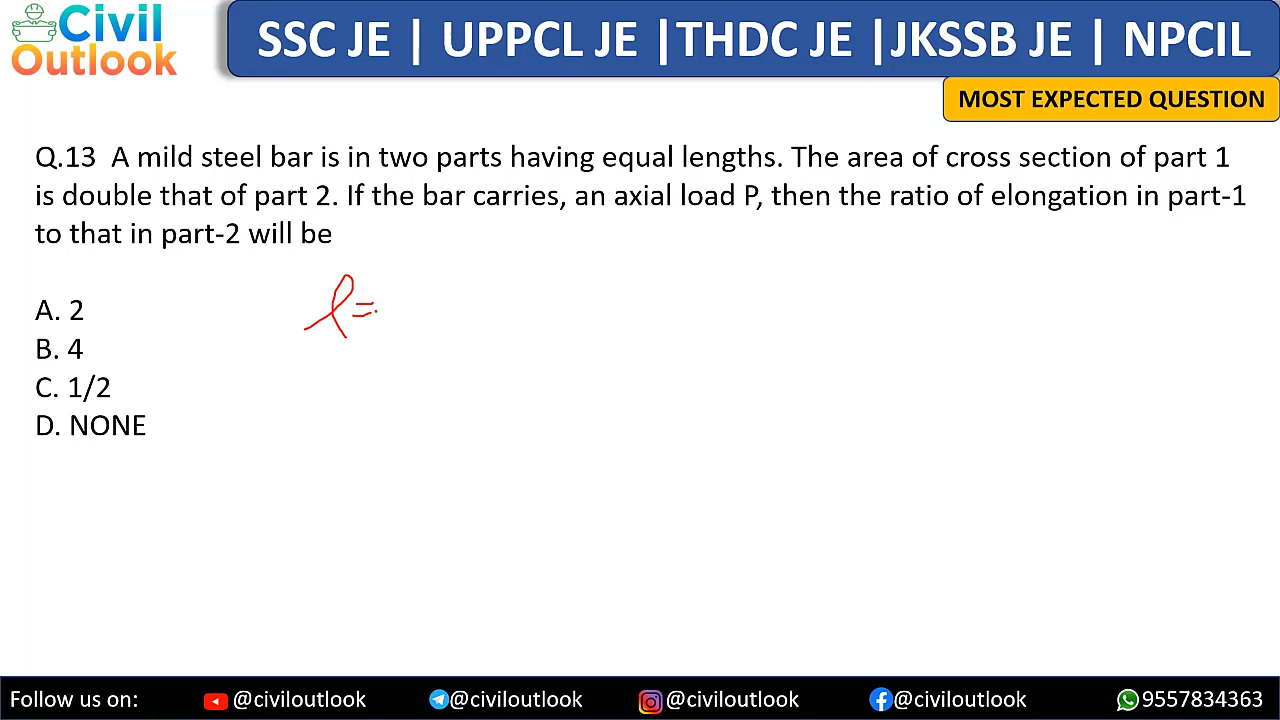 Civil
Outlook
SSC JE | UPPCL JE |THDC JE |JKSSB JE | NPCIL
MOST EXPECTED QUESTION
Q.13 A mild steel bar is in two parts having equal lengths. The area of cross section of part 1
is double that of part 2. If the bar carries, an axial load P, then the ratio of elongation in part-1
to that in part-2 will be
A. 2
l=
B. 4
C. 1/2
D. NONE
Follow us on: @civiloutlook @civiloutlook @civiloutlook @civiloutlook 9557834363